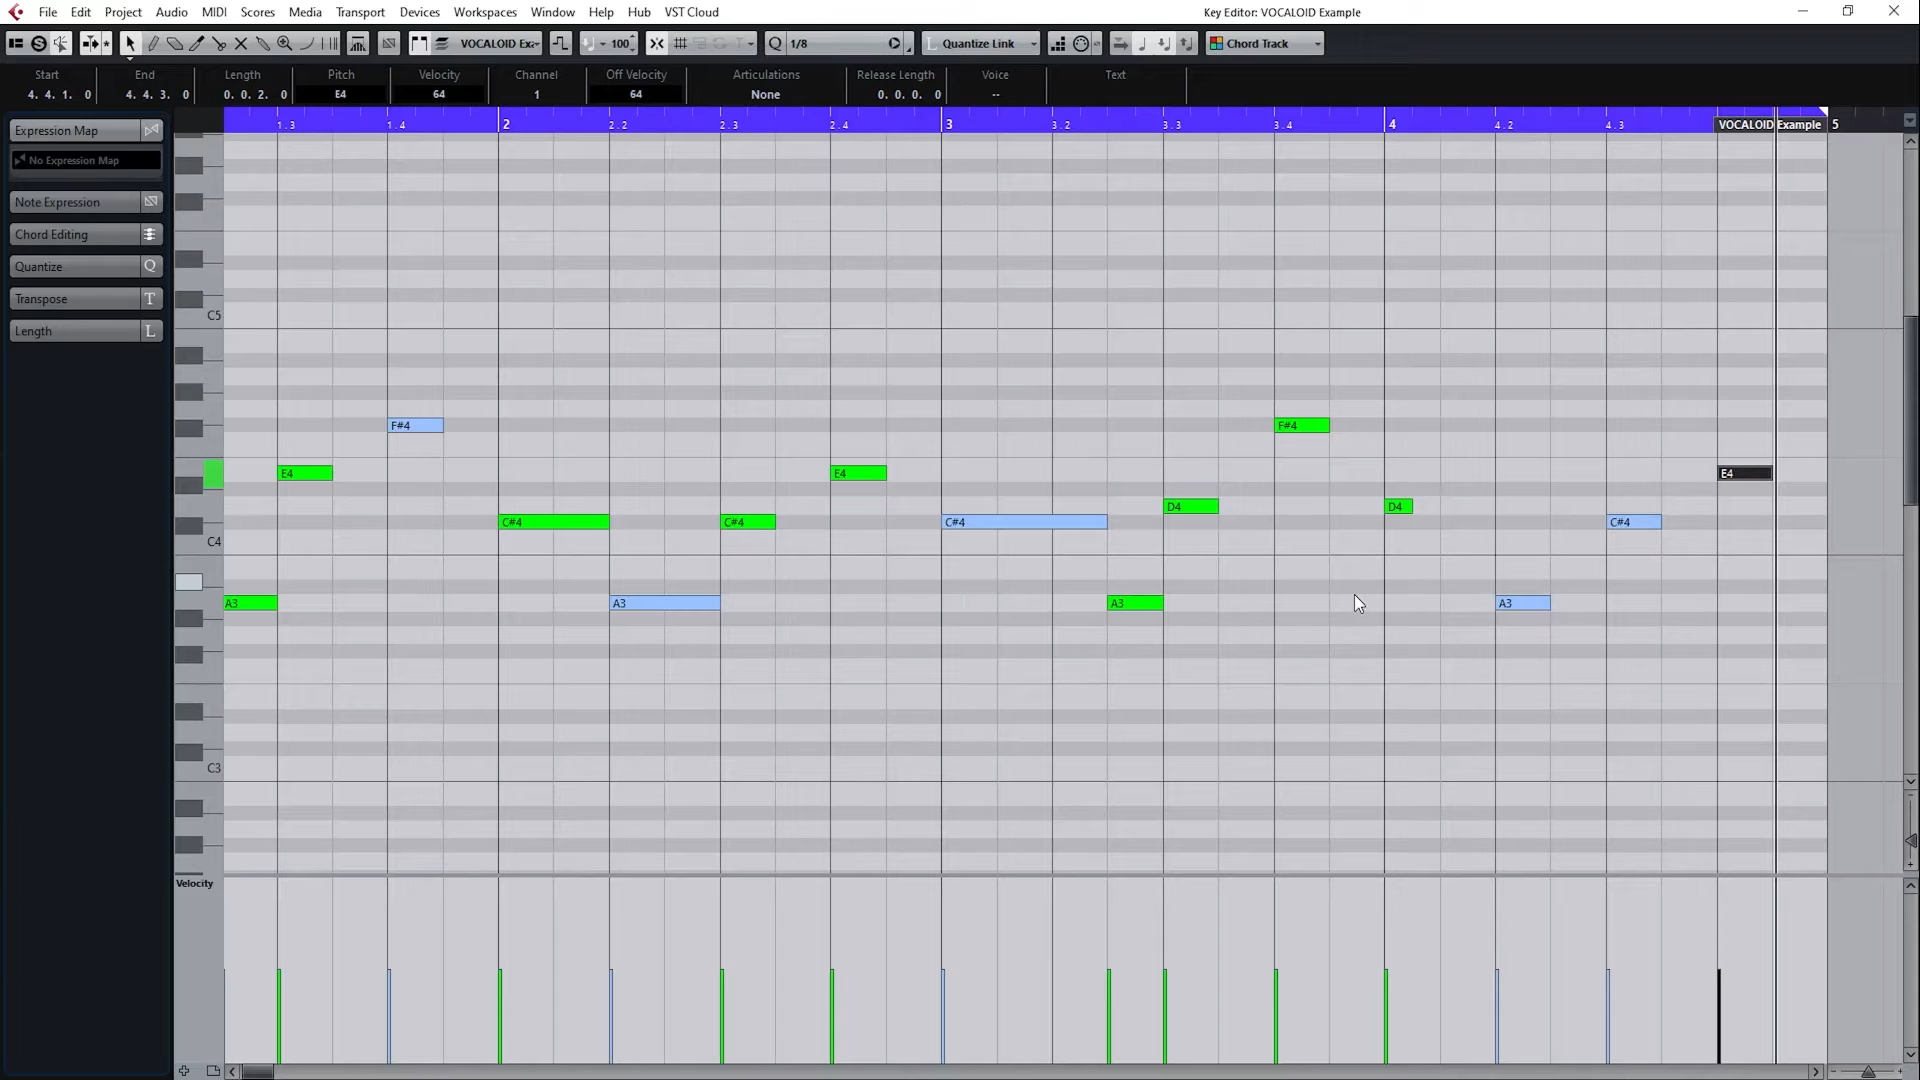 File Edit Project Audio MIDI Scores Media Transport Devices Workspaces Window Help Hub VST Cloud
Key Editor: VOCALOID Example
VOCALOID Exa 100 Q 1/8 L Quantize Link Chord Track
Start End Length Pitch Velocity Channel Off Velocity Articulations Release Length Voice Text
4. 4. 1. 0 4. 4. 3. 0 0. 0. 2. 0 E4 64 1 64 None 0. 0. 0. 0 --
1.3 1.4 2 2.2 2.3 2.4 3 3.2 3.3 3.4 4 4.2 4.3 VOCALOID Example 5
Expression Map
No Expression Map
Note Expression
Chord Editing
Quantize Q
Transpose T
Length L
C5
F#4 F#4
E4 E4 E4
D4 D4
C#4 C#4 C#4 C#4
C4
A3 A3 A3 A3
C3
Velocity